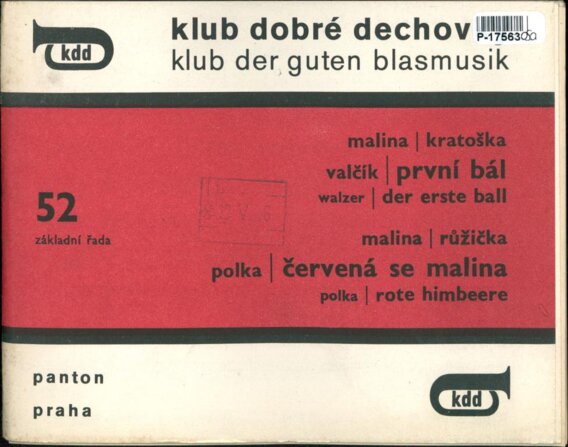 kdd
klub dobré dechov
P-17563
klub der guten blasmusik
malina | kratoška
valčík | první bál
walzer | der erste ball
52
základní řada
malina | růžička
polka | červená se malina
polka | rote himbeere
panton
praha
kdd